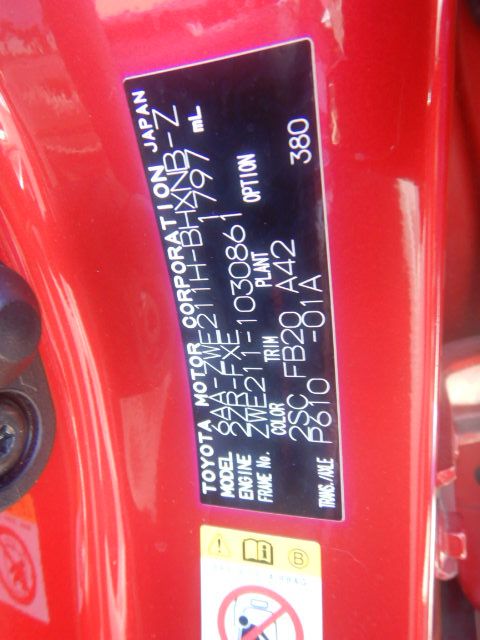 TOYOTA MOTOR CORPORATION JAPAN
MODEL 6AA-ZWE211H-BHXNB-Z
ENGINE 2ZR-FXE 1797 mL
FRAME No. ZWE211-1030861
COLOR TRIM PLANT OPTION
2SC FB20 A42 380
TRANS./AXLE P610 -01A
B